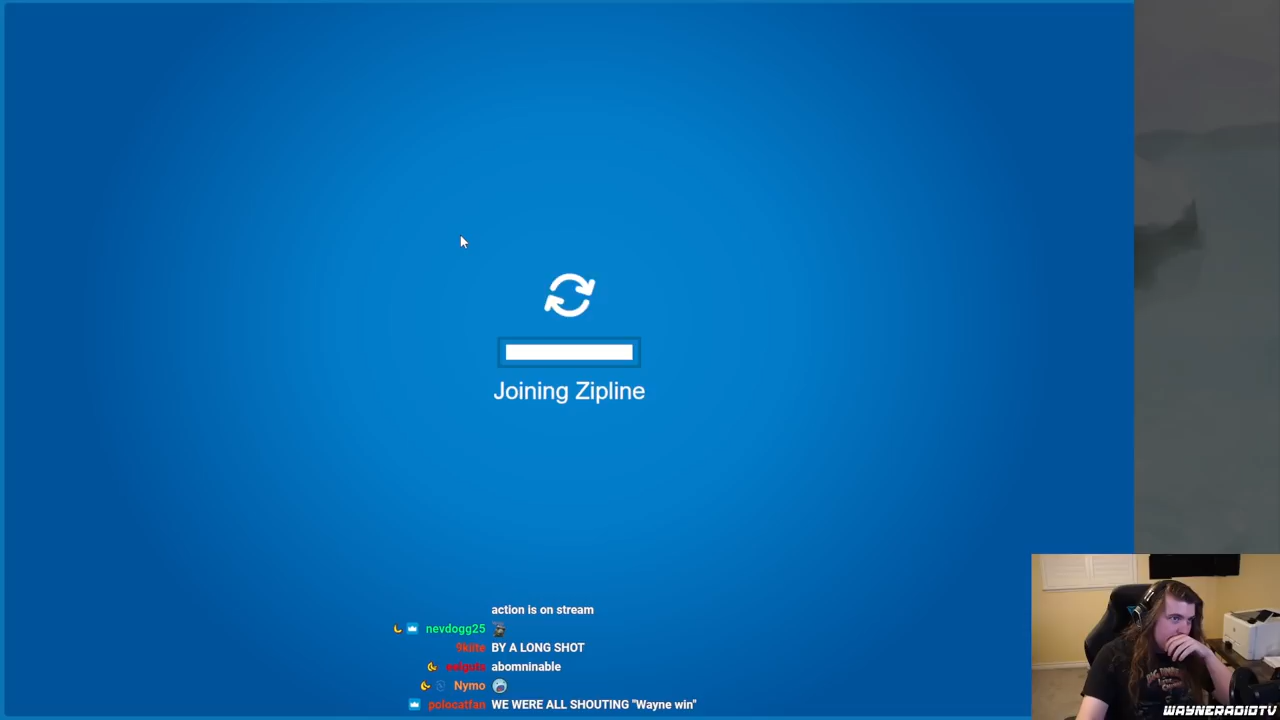 Joining Zipline
action is on stream
nevdogg25
9kiite BY A LONG SHOT
abomninable
Nymo
polocatfan WE WERE ALL SHOUTING "Wayne win"
WAYNERADIOTV